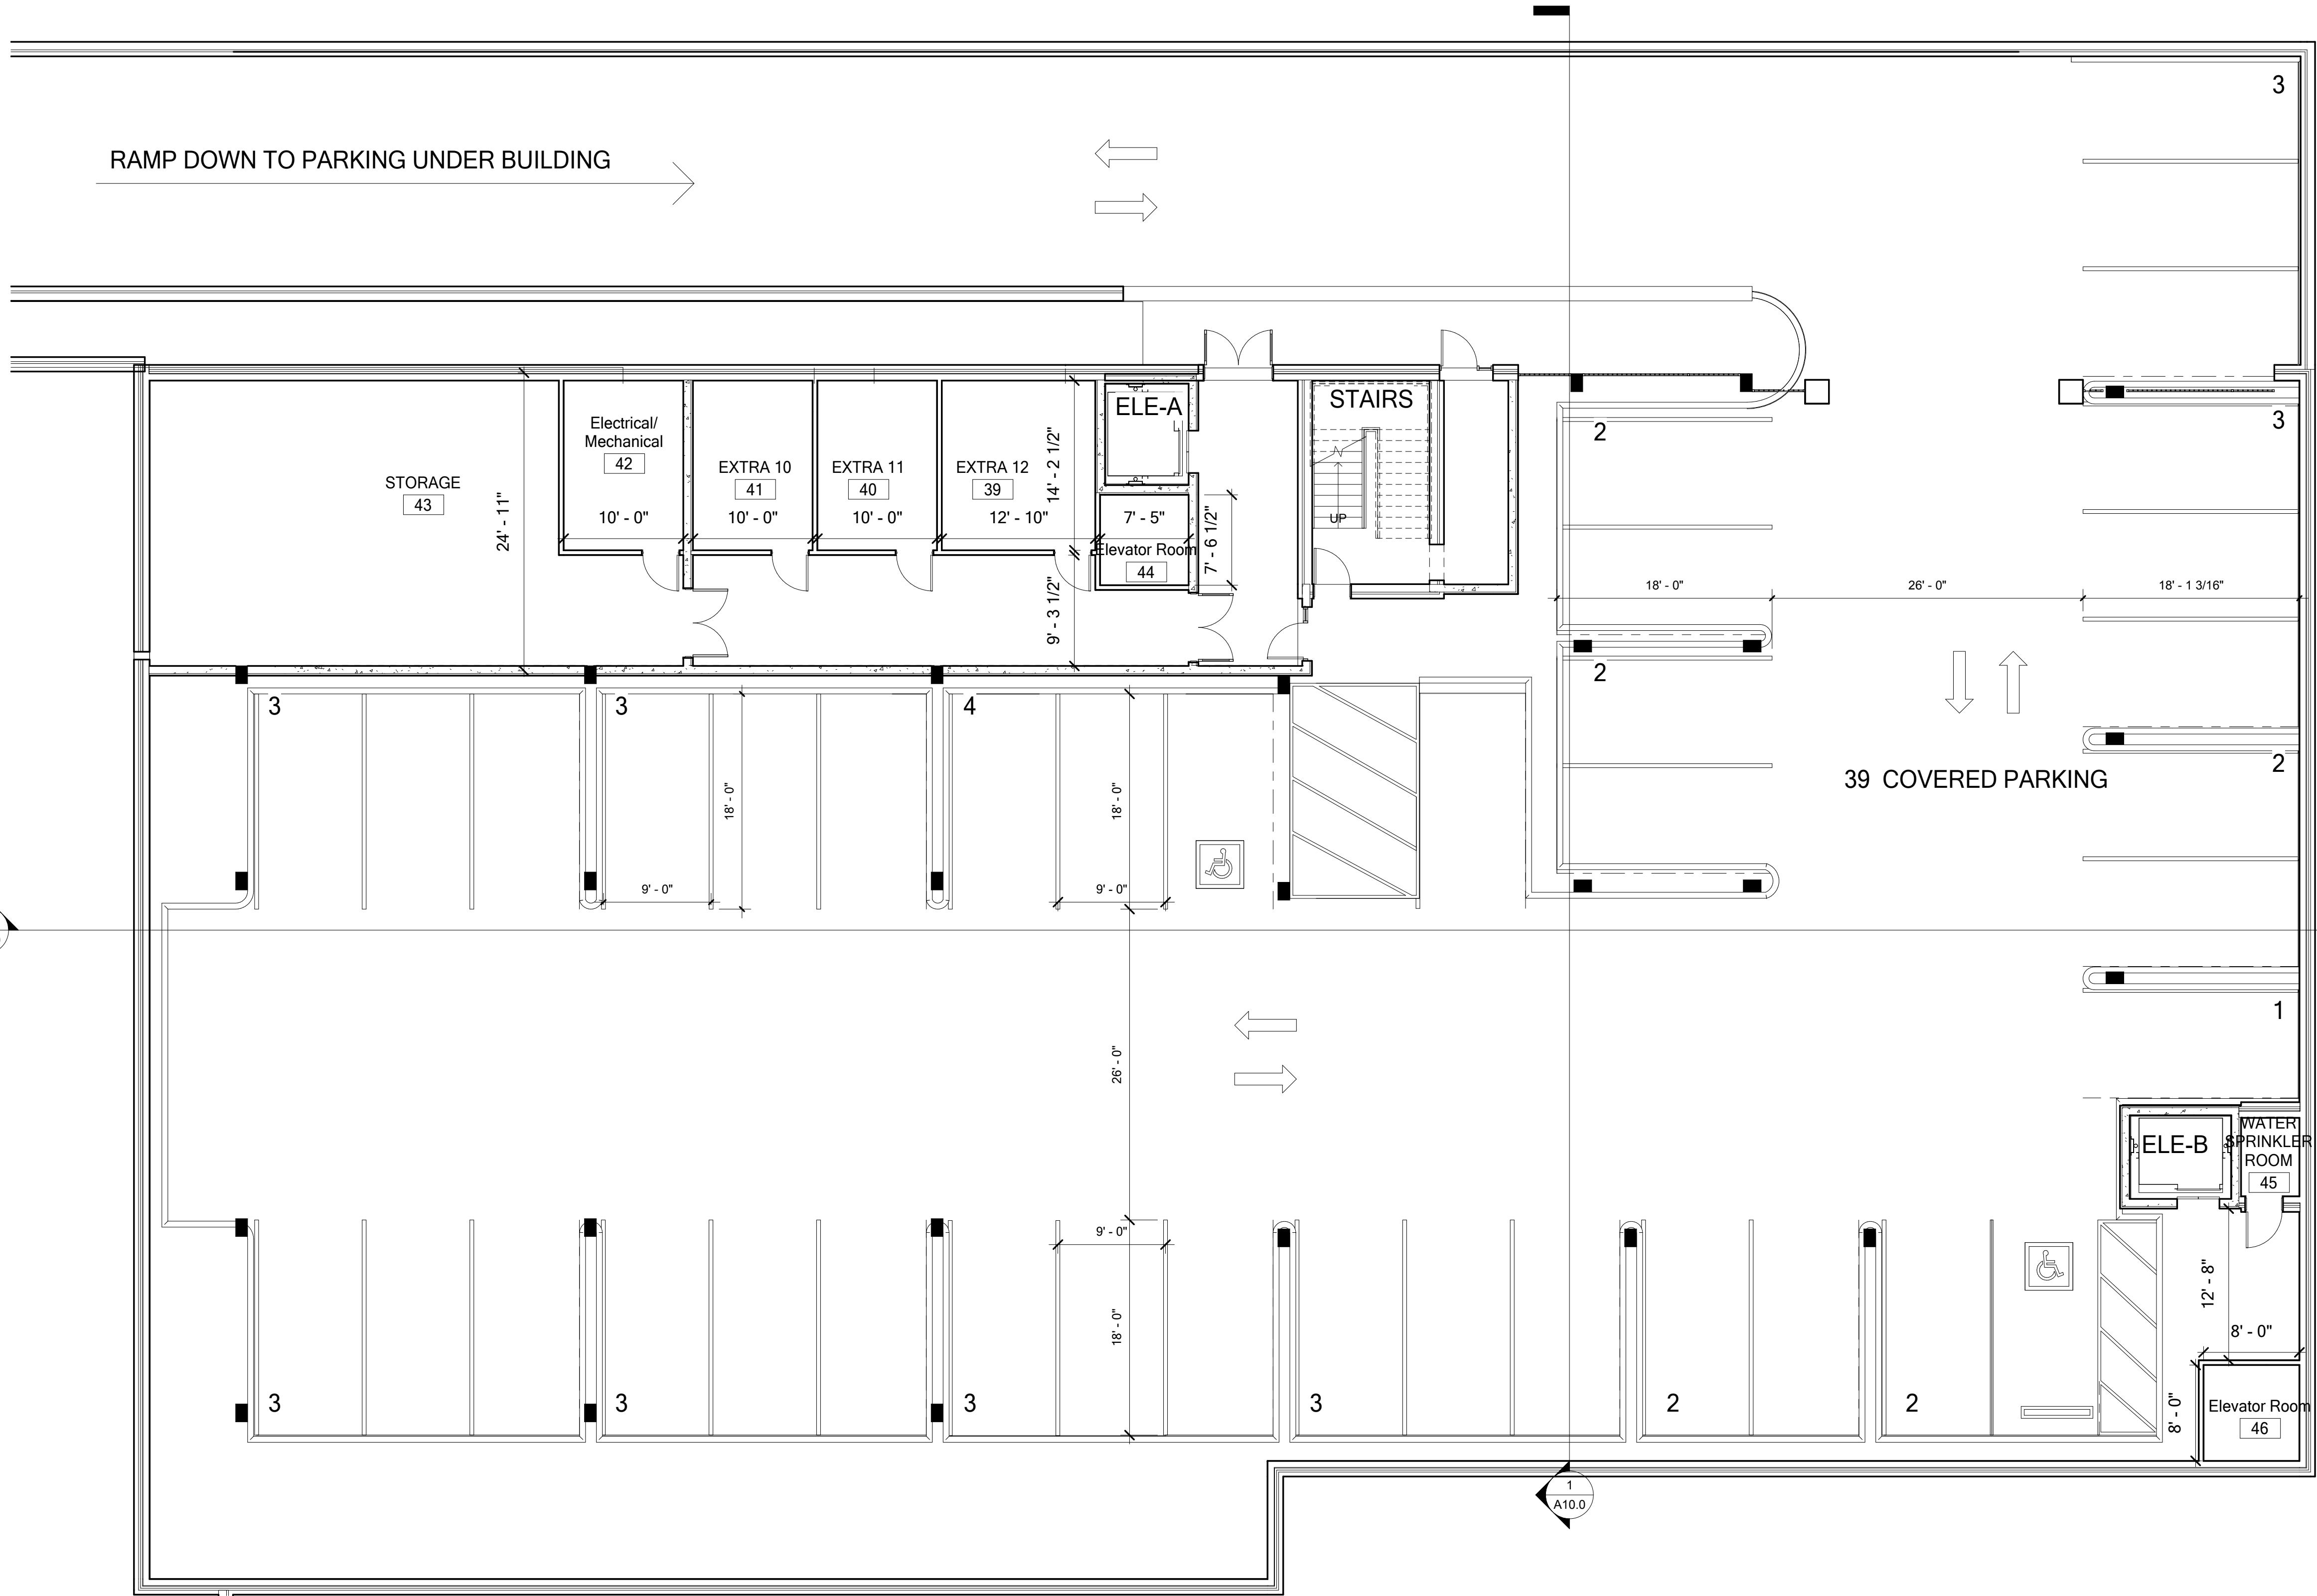 3
RAMP DOWN TO PARKING UNDER BUILDING
ELE-A
STAIRS
3
2
Electrical/
Mechanical
42
EXTRA 10
41
EXTRA 11
40
EXTRA 12
39
14' - 2 1/2"
STORAGE
43
24' - 11"
10' - 0"
10' - 0"
10' - 0"
12' - 10"
7' - 5"
7' - 6 1/2"
UP
Elevator Room
44
9' - 3 1/2"
18' - 0"
26' - 0"
18' - 1 3/16"
2
3
3
4
2
39 COVERED PARKING
18' - 0"
18' - 0"
9' - 0"
9' - 0"
1
26' - 0"
ELE-B
WATER
SPRINKLER
ROOM
45
9' - 0"
12' - 8"
18' - 0"
8' - 0"
3
3
3
3
2
2
8' - 0"
Elevator Room
46
1
A10.0